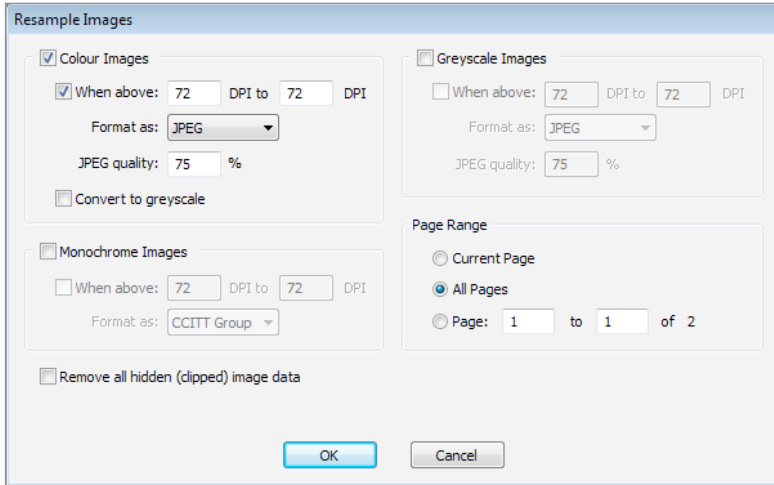 Resample Images
Colour Images
When above: 72 DPI to 72 DPI
Format as: JPEG
JPEG quality: 75 %
Convert to greyscale
Monochrome Images
When above: 72 DPI to 72 DPI
Format as: CCITT Group
Remove all hidden (clipped) image data
Greyscale Images
When above: 72 DPI to 72 DPI
Format as: JPEG
JPEG quality: 75 %
Page Range
Current Page
All Pages
Page: 1 to 1 of 2
OK Cancel